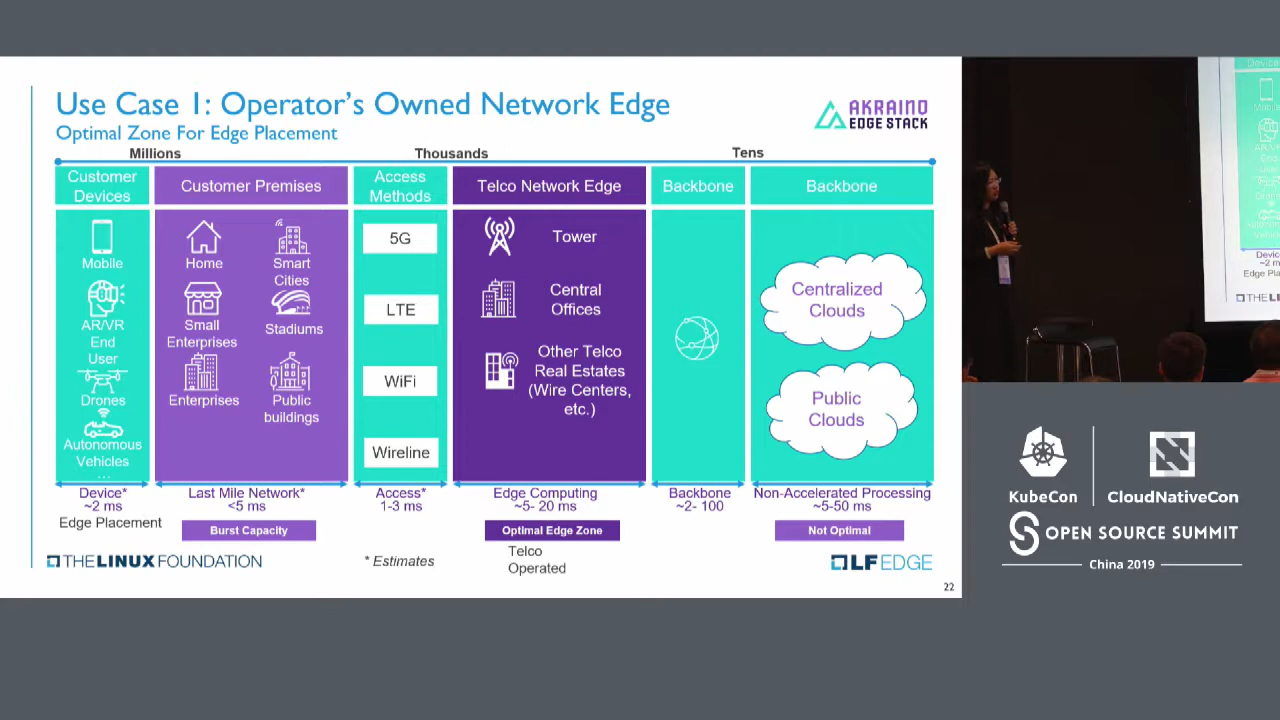 Use Case 1: Operator's Owned Network Edge
Optimal Zone For Edge Placement
AKRAINO
EDGE STACK
Millions
Thousands
Tens
Customer
Devices
Customer Premises
Access
Methods
Telco Network Edge
Backbone
Backbone
Mobile
AR/VR
End
User
Drones
Autonomous
Vehicles
...
Home
Smart
Cities
Small
Enterprises
Stadiums
Enterprises
Public
buildings
5G
LTE
WiFi
Wireline
Tower
Central
Offices
Other Telco
Real Estates
(Wire Centers,
etc.)
Centralized
Clouds
Public
Clouds
Device*
~2 ms
Last Mile Network*
<5 ms
Access*
1-3 ms
Edge Computing
~5- 20 ms
Backbone
~2- 100
Non-Accelerated Processing
~5-50 ms
Edge Placement
Burst Capacity
Optimal Edge Zone
Not Optimal
Telco
Operated
THE LINUX FOUNDATION
* Estimates
LF EDGE
22
KubeCon
CloudNativeCon
OPEN SOURCE SUMMIT
China 2019